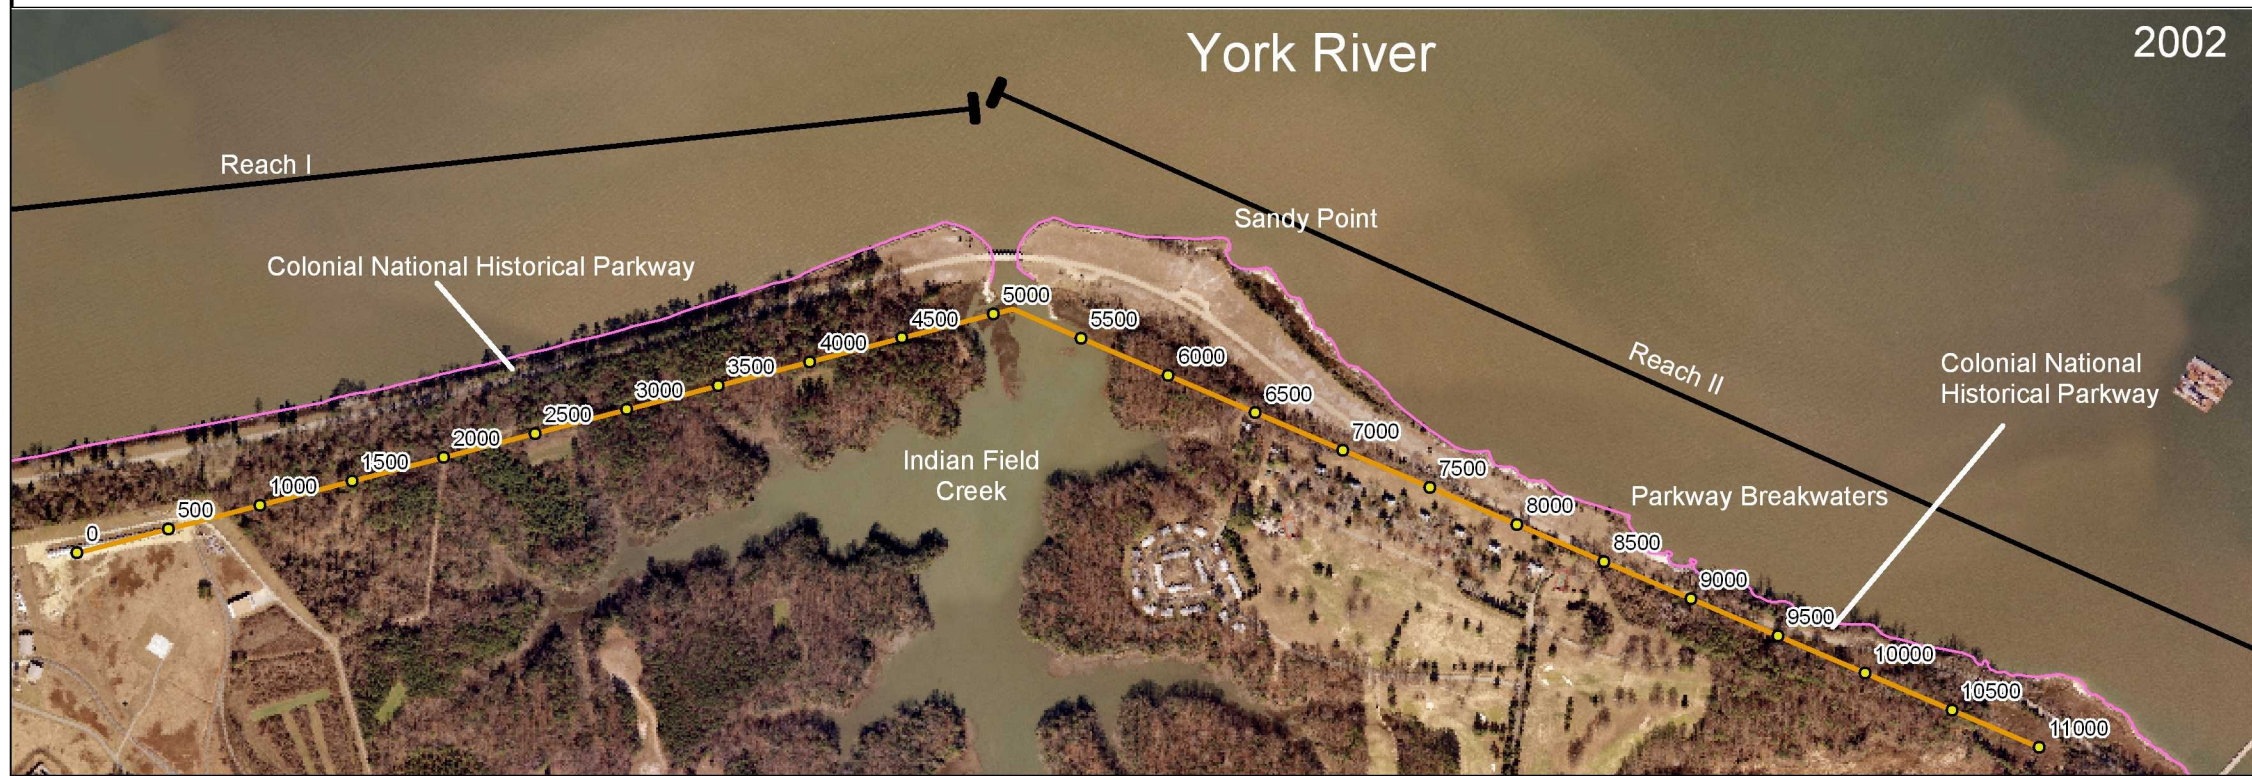 York River
2002
Reach I
Sandy Point
Colonial National Historical Parkway
Reach II
Colonial National
Historical Parkway
Indian Field
Creek
Parkway Breakwaters
0
500
1000
1500
2000
2500
3000
3500
4000
4500
5000
5500
6000
6500
7000
7500
8000
8500
9000
9500
10000
10500
11000